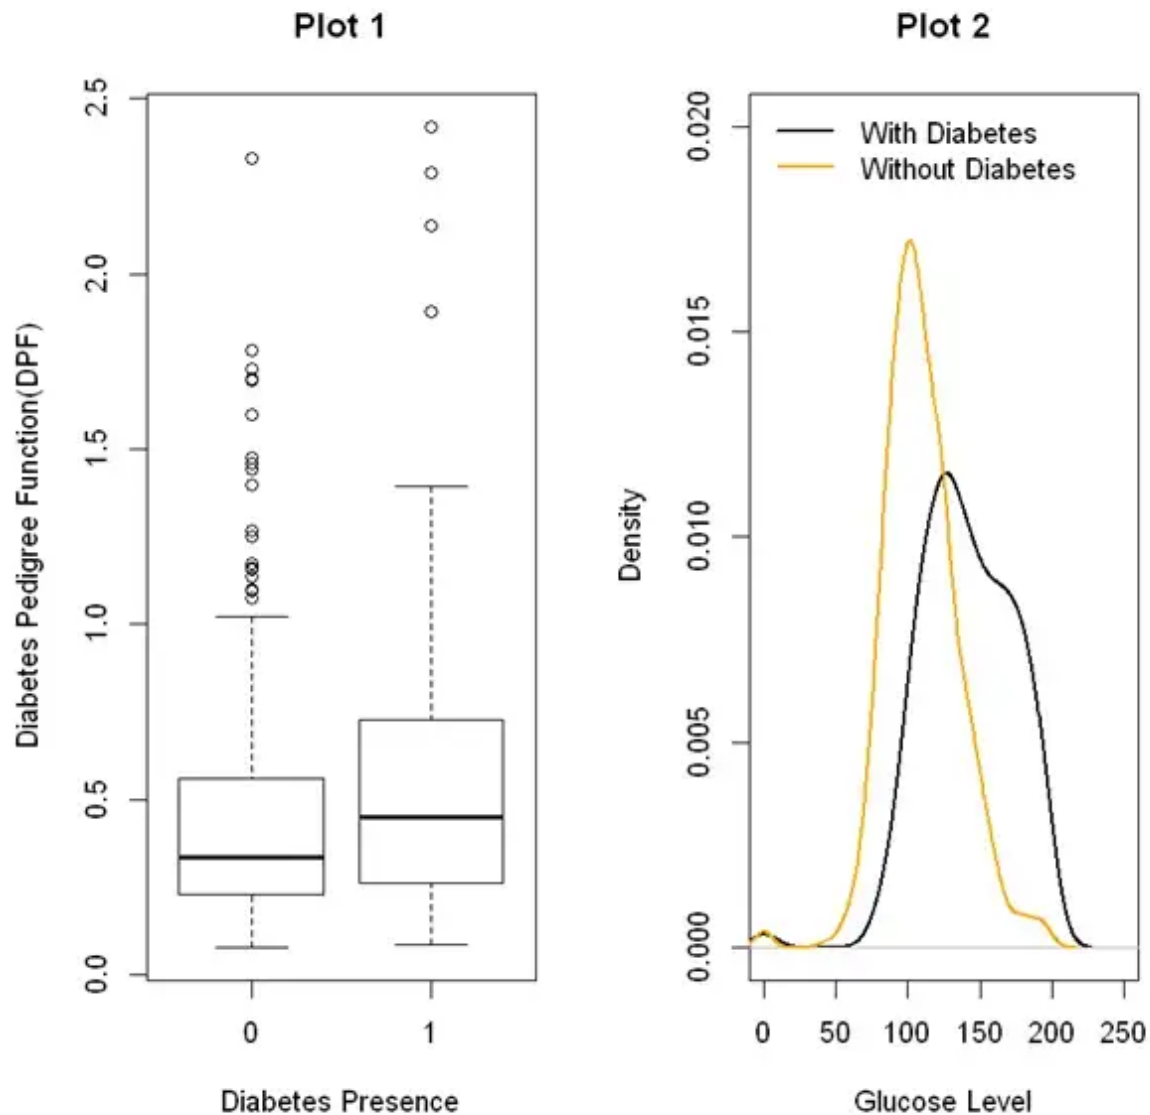 Plot 1
Diabetes Pedigree Function(DPF)
2.5
2.0
1.5
1.0
0.5
0.0
0 1
Diabetes Presence
Plot 2
With Diabetes
Without Diabetes
Density
0.020
0.015
0.010
0.005
0.000
0 50 100 150 200 250
Glucose Level